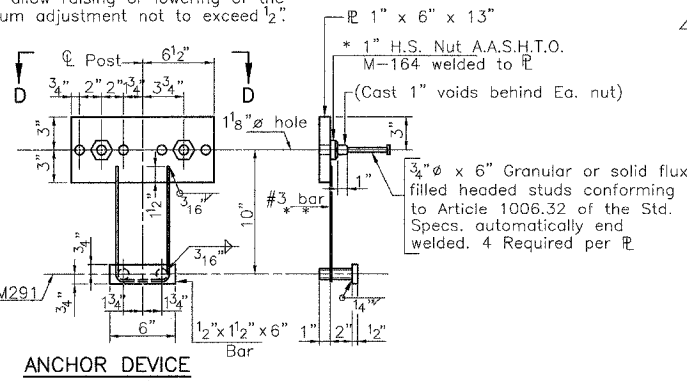 allow raising or lowering of the
um adjustment not to exceed 1/2".
℄ Post
6 1/2"
D
D
3/4"
2"
2"
1 3/4"
3 3/4"
3"
3"
1 1/8"ø hole
1 1/2"
3/16"
3/16"
10"
3/4"
3/4"
M291
1 3/4"
1 3/4"
6"
1/2"x1 1/2"x6"
Bar
ANCHOR DEVICE
℄ 1" x 6" x 13"
* 1" H.S. Nut A.A.S.H.T.O.
M-164 welded to ℄
(Cast 1" voids behind Ea. nut)
3"
1"
#3 bar
* *
3/4"ø x 6" Granular or solid flux
filled headed studs conforming
to Article 1006.32 of the Std.
Specs. automatically end
welded. 4 Required per ℄
1/4"
1"
2"
1/2"